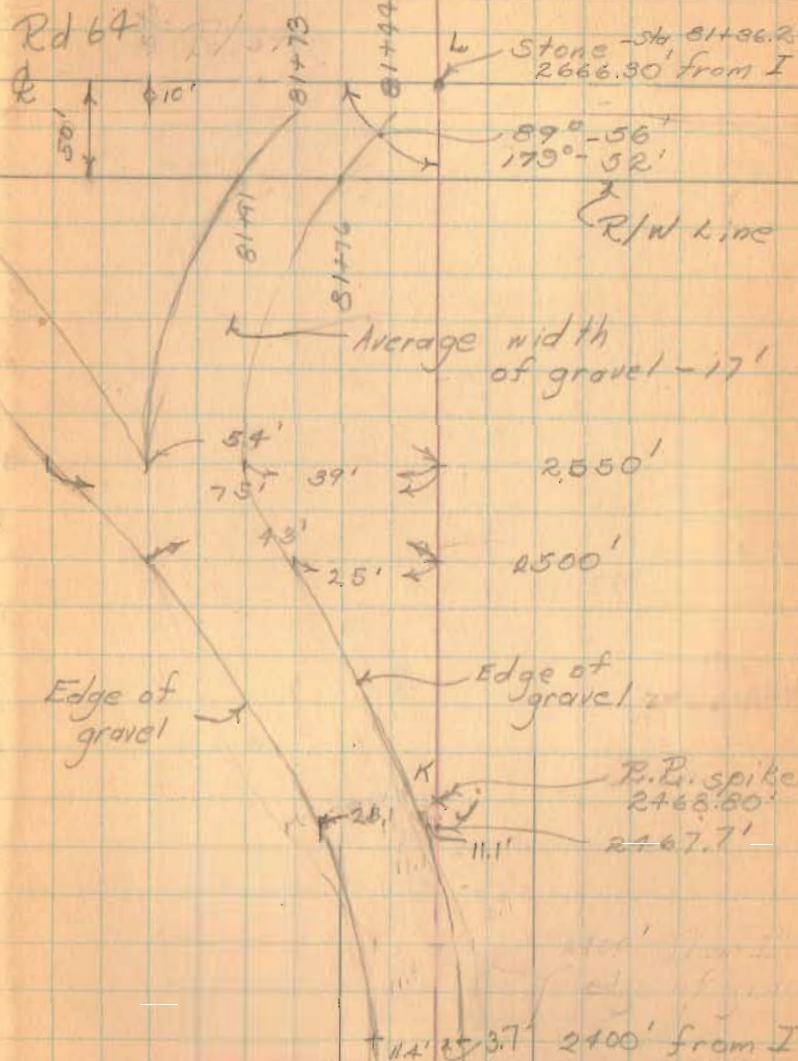 Rd 64
81+73
81+44
L
Stone - Sta 81+36.2
2666.30' from I
℄
10'
50'
89°-56'
179°-52'
R/W Line
81+91
81+76
Average width
of gravel - 17'
54'
75'
39'
2550'
43'
25'
2500'
Edge of
gravel
Edge of
gravel
K
R.R. spike
2468.80'
28'
11.1'
2467.7'
11.4'
3.7'
2400' from I